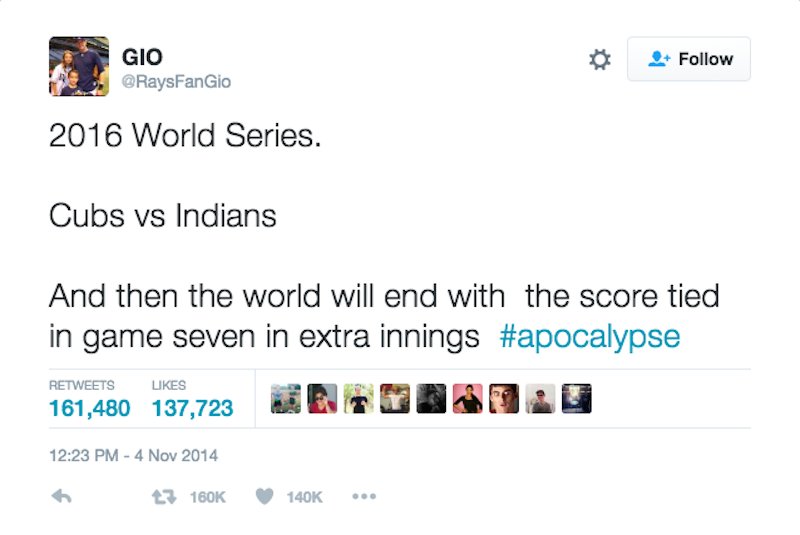 GIO
@RaysFanGio
Follow
2016 World Series.
Cubs vs Indians
And then the world will end with  the score tied
in game seven in extra innings  #apocalypse
RETWEETS LIKES
161,480 137,723
12:23 PM - 4 Nov 2014
160K 140K